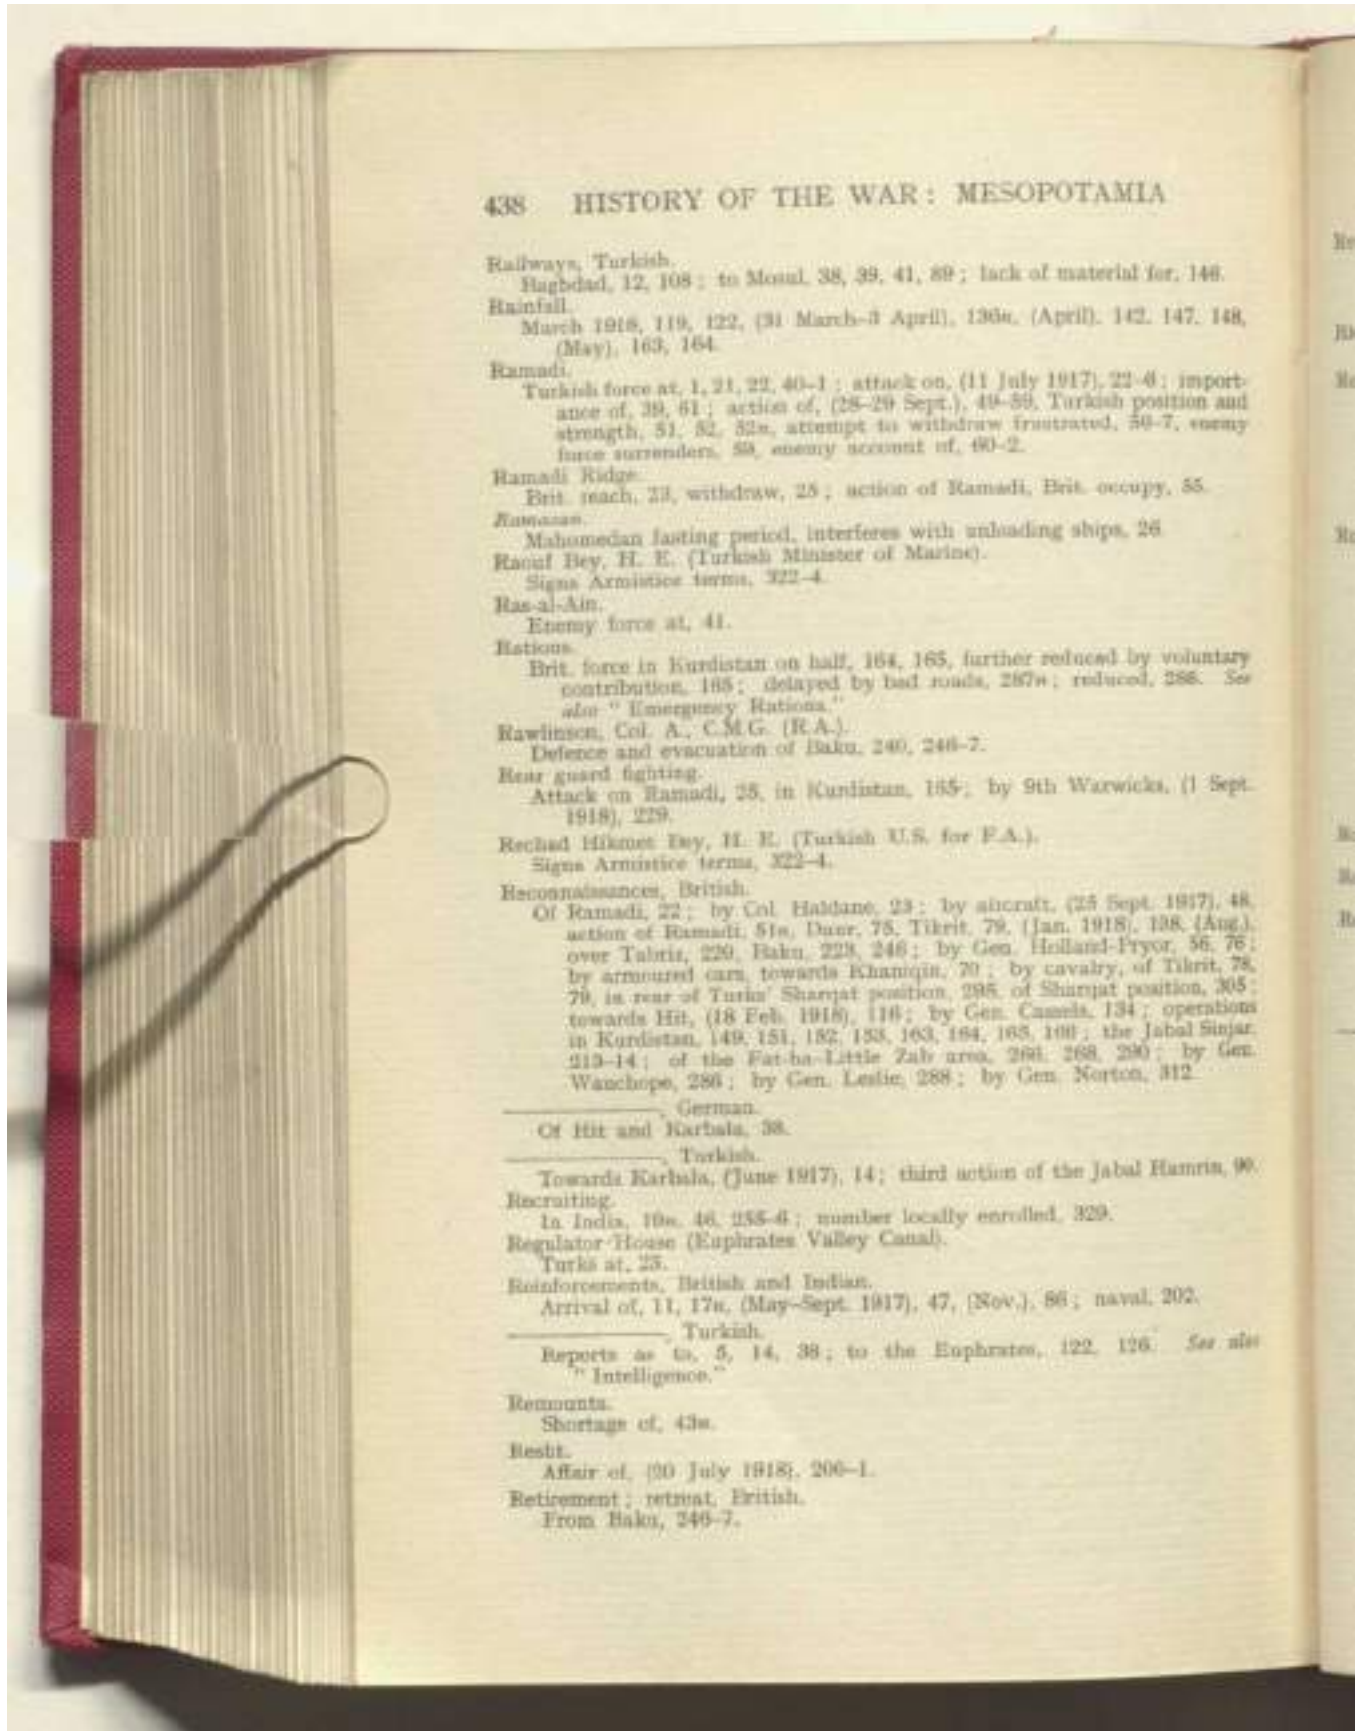 438 HISTORY OF THE WAR: MESOPOTAMIA
Railways, Turkish.
Baghdad, 12, 108; to Mosul, 38, 39, 41, 89; lack of material for, 146.
Rainfall.
March 1918, 119, 122, (31 March–3 April), 136n, (April), 142, 147, 148,
(May), 163, 164.
Ramadi.
Turkish force at, 1, 21, 22, 40–1; attack on, (11 July 1917), 22–6; import-
ance of, 39, 61; action of, (28–29 Sept.), 49–59, Turkish position and
strength, 51, 52, 52n, attempt to withdraw frustrated, 56–7, enemy
force surrenders, 59, enemy account of, 60–2.
Ramadi Ridge.
Brit. reach, 23, withdraw, 25; action of Ramadi, Brit. occupy, 55.
Ramazan.
Mahomedan fasting period, interferes with unloading ships, 26.
Raouf Bey, H. E. (Turkish Minister of Marine).
Signs Armistice terms, 322–4.
Ras-al-Ain.
Enemy force at, 41.
Rations.
Brit. force in Kurdistan on half, 164, 165, further reduced by voluntary
contribution, 165; delayed by bad roads, 287n; reduced, 288. See
also "Emergency Rations."
Rawlinson, Col. A., C.M.G. (R.A.).
Defence and evacuation of Baku, 240, 246–7.
Rear guard fighting.
Attack on Ramadi, 25, in Kurdistan, 165; by 9th Warwicks, (1 Sept.
1918), 229.
Rechad Hikmet Bey, H. E. (Turkish U.S. for F.A.).
Signs Armistice terms, 322–4.
Reconnaissances, British.
Of Ramadi, 22; by Col. Haldane, 23; by aircraft, (25 Sept. 1917), 48,
action of Ramadi, 51n, Daur, 75, Tikrit, 79, (Jan. 1918), 108, (Aug.),
over Tabriz, 220, Baku, 223, 246; by Gen. Holland-Pryor, 56, 76;
by armoured cars, towards Khaniqin, 70; by cavalry, of Tikrit, 78,
79, in rear of Turks' Sharqat position, 298, of Sharqat position, 305;
towards Hit, (18 Feb. 1918), 116; by Gen. Cassels, 134; operations
in Kurdistan, 149, 151, 152, 153, 163, 164, 165, 166; the Jabal Sinjar,
213–14; of the Fat-ha–Little Zab area, 266, 268, 290; by Gen.
Wauchope, 286; by Gen. Leslie, 288; by Gen. Norton, 312.
————, German.
Of Hit and Karbala, 38.
————, Turkish.
Towards Karbala, (June 1917), 14; third action of the Jabal Hamrin, 90.
Recruiting.
In India, 19n, 46, 255–6; number locally enrolled, 329.
Regulator House (Euphrates Valley Canal).
Turks at, 25.
Reinforcements, British and Indian.
Arrival of, 11, 17n, (May–Sept. 1917), 47, (Nov.), 86; naval, 202.
————, Turkish.
Reports as to, 5, 14, 38; to the Euphrates, 122, 126. See also
"Intelligence."
Remounts.
Shortage of, 43n.
Resht.
Affair of, (20 July 1918), 200–1.
Retirement; retreat, British.
From Baku, 246–7.